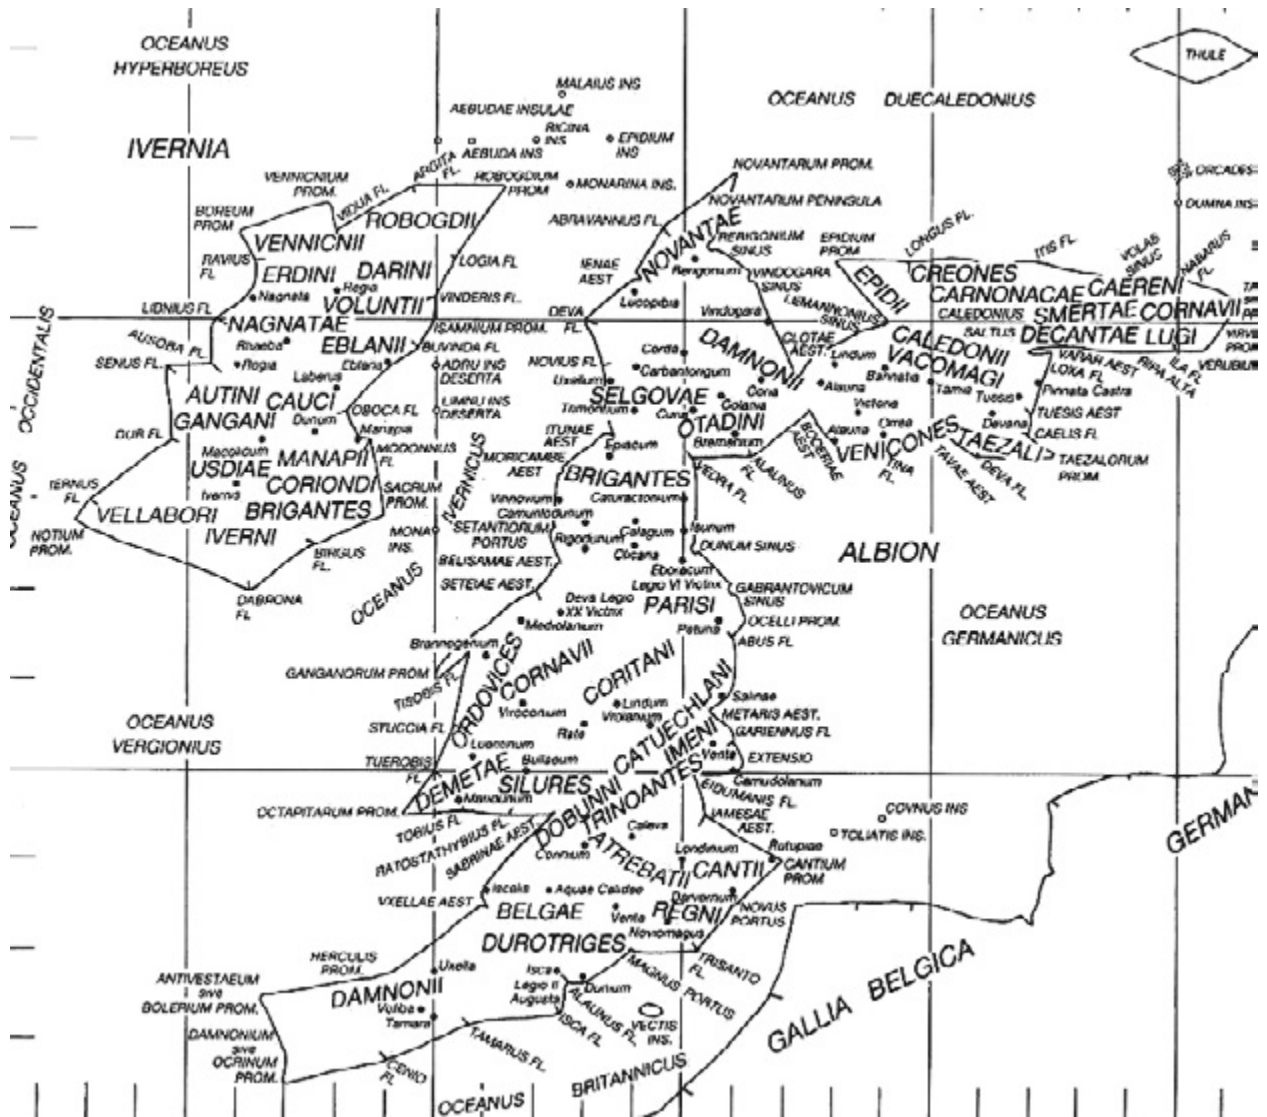 OCEANUS
HYPERBOREUS
THULE
MALAIUS INS
OCEANUS DUECALEDONIUS
AEBUDAE INSULAE
RICINA
INS
EPIDIUM
INS
AEBUDA INS
IVERNIA
ARGITA
FL.
VENNICNIUM
PROM.
VIDUA FL.
ROBOGDIUM
PROM
MONARINA INS.
NOVANTARUM PROM.
ORCADES
DUMNA INS
BOREUM
PROM
ROBOGDII
ABRAVANNUS FL.
NOVANTARUM PENINSULA
VENNICNII
NOVANTAE
RERIGONIUM
SINUS
EPIDIUM
PROM
LONGUS FL.
ITIS FL
VOLAS
SINUS
NABARUS
FL
RAVIUS
FL
ERDINI
DARINI
LOGIA FL
IENAE
AEST
Rerigonium
VINDOGARA
SINUS
EPIDII
CREONES
CARNONACAE
CAERENI
Nagnata
Regia
VOLUNTII
VINDERIS FL.
Lucopibia
LEMANNONIUS
SINUS
CALEDONIUS
SALTUS
SMERTAE
CORNAVII
LIDNIUS FL.
NAGNATAE
ISAMNIUM PROM.
DEVA
FL.
Vindogara
CLOTAE
AEST.
CALEDONII
DECANTAE
LUGI
AUSOBA FL.
Rhaeba
EBLANII
BUVINDA FL.
Coria
DAMNONII
Lindum
VACOMAGI
VARAR AEST
RIPA ALTA
ILA FL
VERUBIUM
SENUS FL.
Regia
Eblana
ADRU INS
DESERTA
NOVIUS FL.
Carbantorigum
Bannatia
LOXA FL.
OCCIDENTALIS
OCEANUS
AUTINI
Laberus
LIMNU INS
DESERTA
Uxellum
SELGOVAE
Coria
Alauna
Tamia
Pinnata Castra
GANGANI
CAUCI
OBOCA FL.
Trimontium
Curia
Colania
Victoria
Tuesis
TUESIS AEST
Dunum
Manapia
ITUNAE
AEST
OTADINI
Bremenium
Alauna
Orrea
Devana
CAELIS FL.
DUR FL.
Macolicum
MANAPII
MODONNUS
FL.
MORICAMBE
AEST
Epiacum
BODERIAE
AEST
VENICONES
TAEZALI
TAEZALORUM
PROM
USDIAE
CORIONDI
BRIGANTES
VEDRA FL.
ALAUNUS
FL.
TINA
FL.
TAVAE AEST
DEVA FL.
IERNUS
FL
Ivernis
SACRUM
PROM.
IVERNICUS
Vinnovium
Caturactonium
NOTIUM
PROM.
VELLABORI
BRIGANTES
Camunlodunum
SETANTIORUM
PORTUS
Calagum
Isurium
IVERNI
MONA
INS.
Rigodunum
Olicana
DUNUM SINUS
BIRGUS
FL.
BELISAMAE AEST.
Eboracum
Legio VI Victrix
ALBION
DABRONA
FL
OCEANUS
SETEIAE AEST.
Deva Legio
XX Victrix
GABRANTOVICUM
SINUS
Mediolanium
PARISI
OCELLI PROM.
OCEANUS
GERMANICUS
Petuaria
ABUS FL
Brannogenium
GANGANORUM PROM
ORDOVICES
CORNAVII
CORITANI
TISOBIS FL
Viroconium
Lindum
Salinae
OCEANUS
VERGIONIUS
STUCCIA FL
Rate
CATUECHLANI
METARIS AEST.
GARIENNUS FL
Luentinum
IMENI
Venta
EXTENSIO
TUEROBIS
FL
Bullaeum
Camudolanum
DEMETAE
SILURES
Maridunum
DOBUNNI
TRINOANTES
EIDUMANIS FL.
COVNUS INS
OCTAPITARUM PROM.
IAMESAE
AEST.
TOLIATIS INS.
GERMAN
TOBIUS FL.
RATOSTATHYBIUS FL.
SABRINAE AEST.
Corinium
Caleva
Londinium
Rutupiae
ATREBATII
CANTII
CANTIUM
PROM
Iscalis
Aquae Calidae
Darvernum
VXELLAE AEST
BELGAE
Venta
REGNI
Noviomagus
NOVUS
PORTUS
HERCULIS
PROM.
DUROTRIGES
Uxella
Isca
Legio II
Augusta
Dunium
MAGNUS PORTUS
TRISANTO
FL.
GALLIA BELGICA
ANTIVESTAEUM
sive
BOLERIUM PROM.
DAMNONII
Voliba
Tamara
ALAUNUS FL.
ISCA FL
VECTIS
INS.
DAMNONIUM
sive
OCRINUM
PROM.
TAMARUS FL.
CENIO
FL
OCEANUS
BRITANNICUS